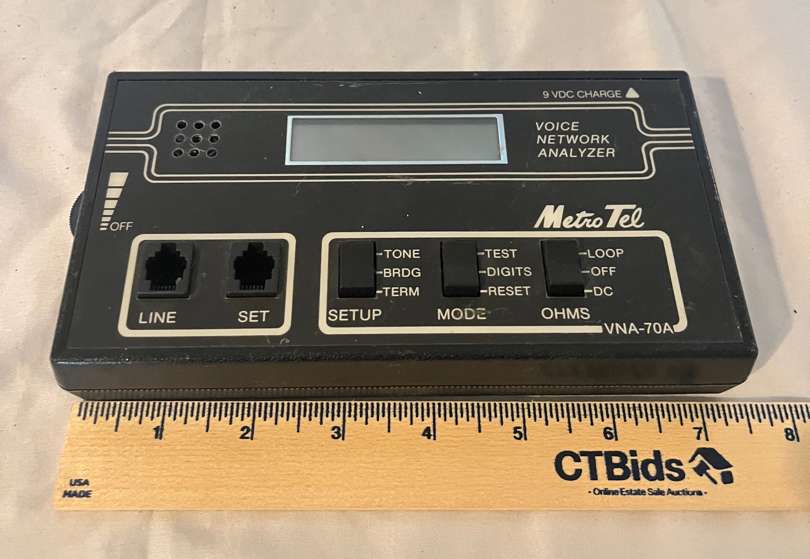 9 VDC CHARGE
VOICE
NETWORK
ANALYZER
OFF
Metro Tel
LINE
SET
TONE
BRDG
TERM
SETUP
TEST
DIGITS
RESET
MODE
LOOP
OFF
DC
OHMS
VNA-70A
1 2 3 4 5 6 7 8
USA
MADE
CTBids
- Online Estate Sale Auctions -